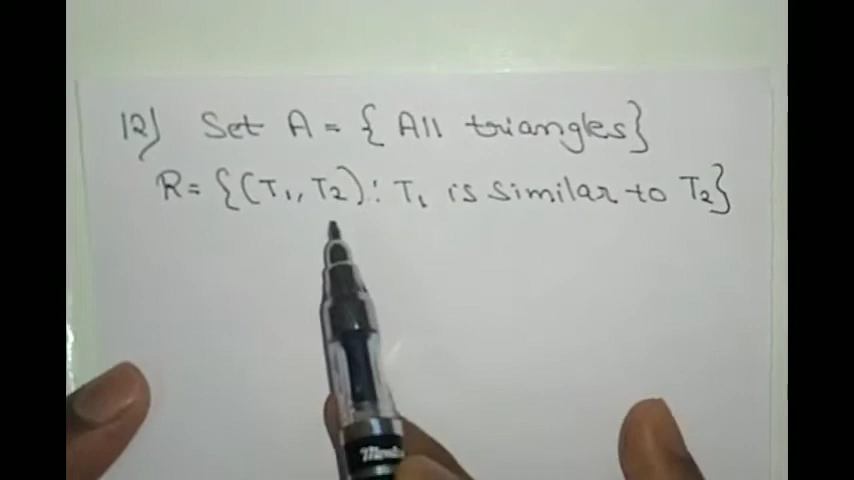 12) Set A = { All triangles}
R = {(T₁, T₂) : T₁ is similar to T₂}